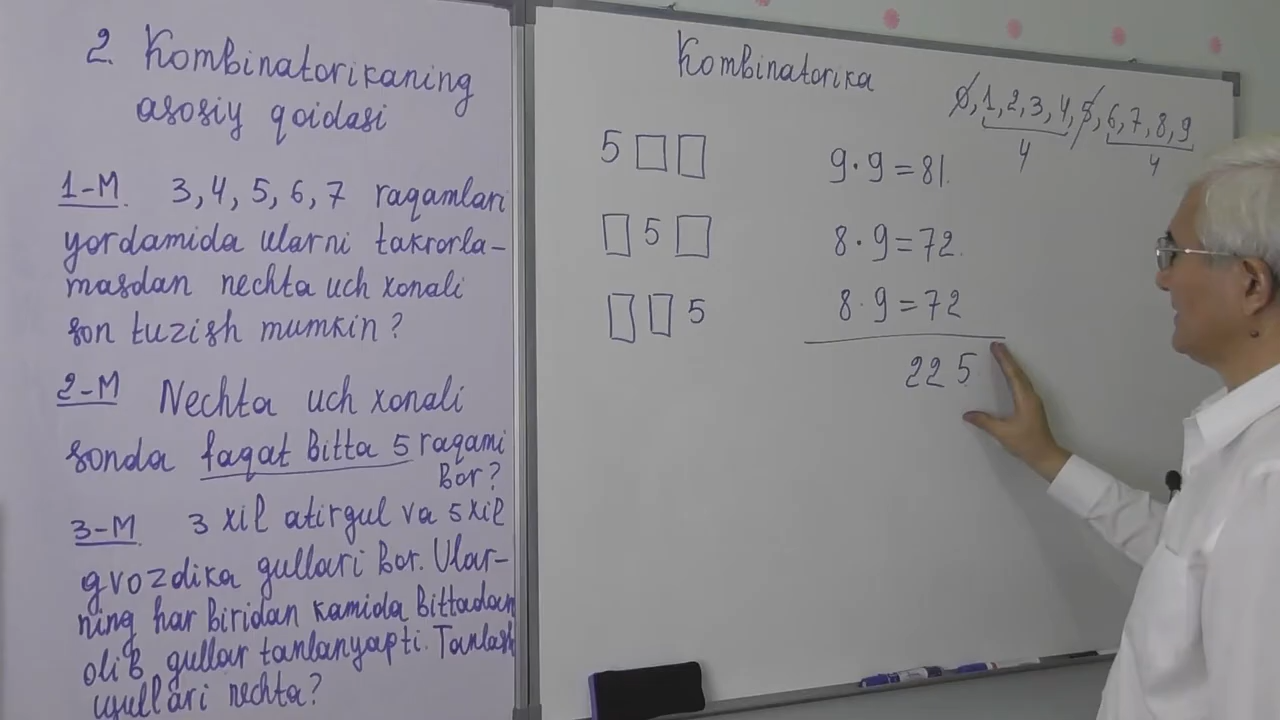 2. Kombinatorikaning
asosiy qoidasi
1-M 3, 4, 5, 6, 7 raqamlari
yordamida ularni takrorla-
masdan nechta uch xonali
son tuzish mumkin?
2-M Nechta uch xonali
sonda faqat bitta 5 raqami
bor?
3-M 3 xil atirgul va 5 xil
gvozdika gullari bor. Ular-
ning har biridan kamida bittadan
olib gullar tanlanyapti. Tanlash
usullari nechta?
Kombinatorika
0, 1, 2, 3, 4, 5, 6, 7, 8, 9
4 4
5 □ □ 9·9=81
□ 5 □ 8·9=72
□ □ 5 8·9=72
225